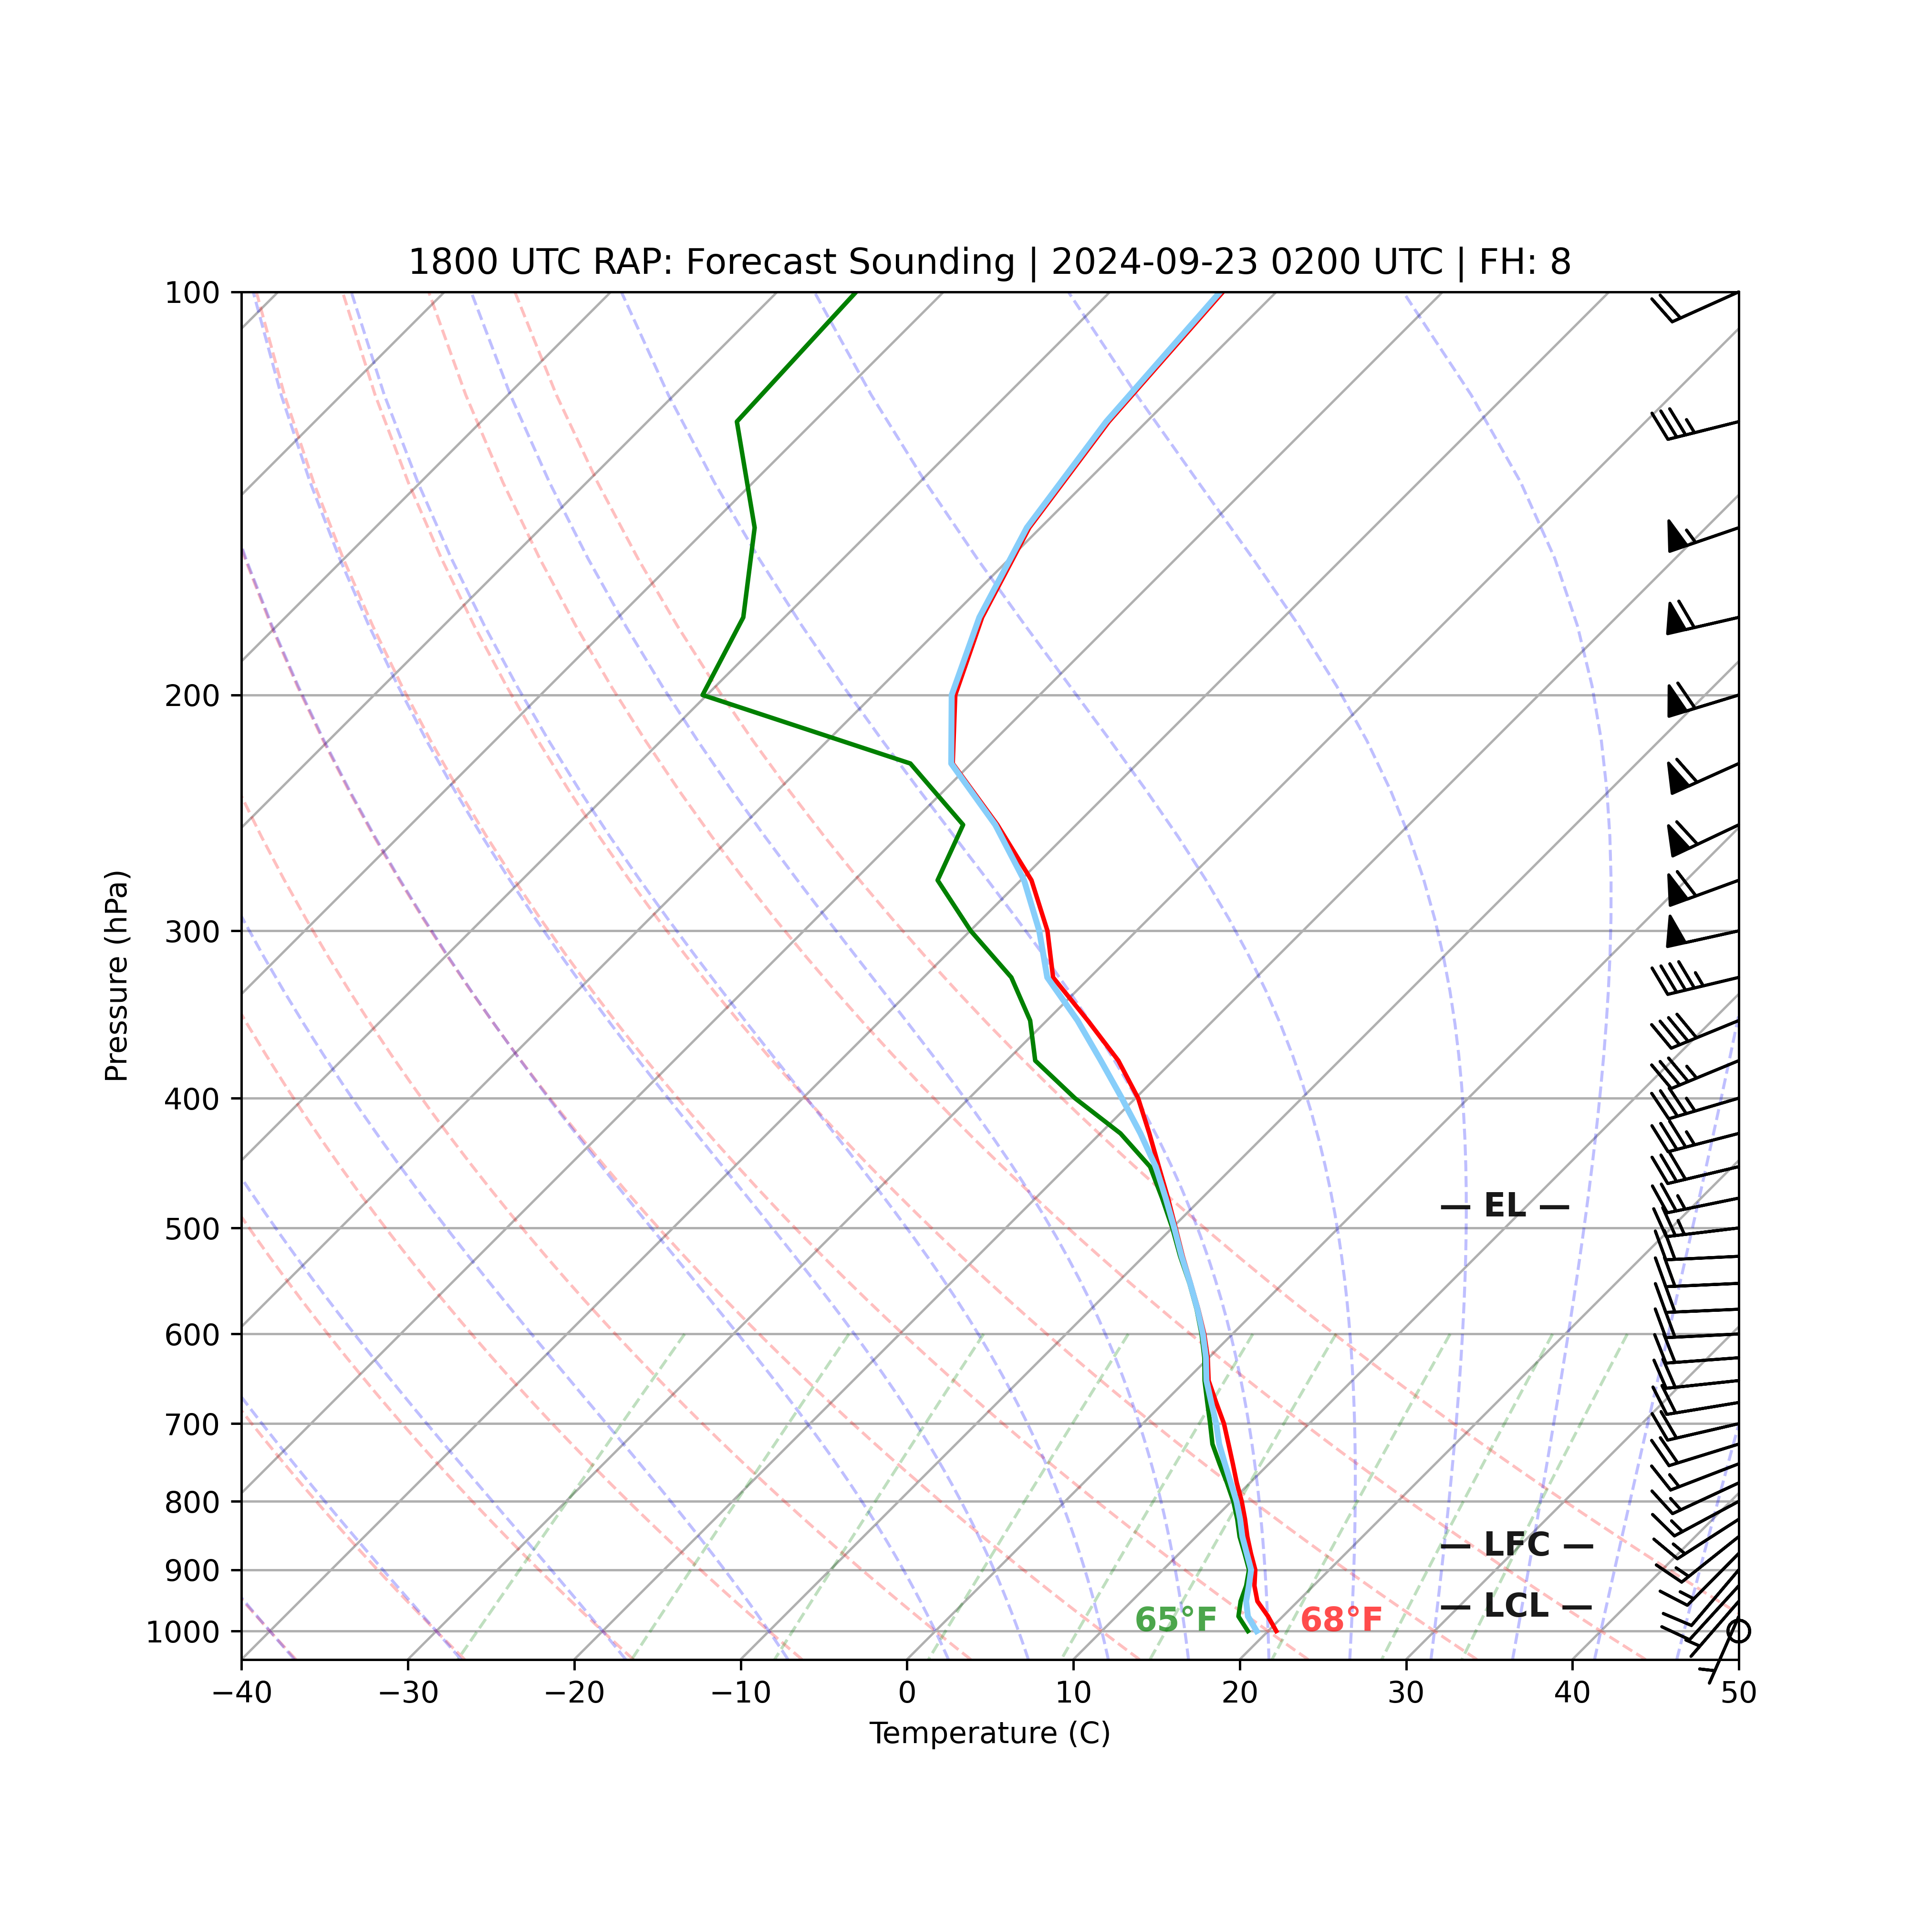 1800 UTC RAP: Forecast Sounding | 2024-09-23 0200 UTC | FH: 8
100
200
300
400
500
600
700
800
900
1000
Pressure (hPa)
— EL —
— LFC —
— LCL —
65°F 68°F
−40 −30 −20 −10 0 10 20 30 40 50
Temperature (C)